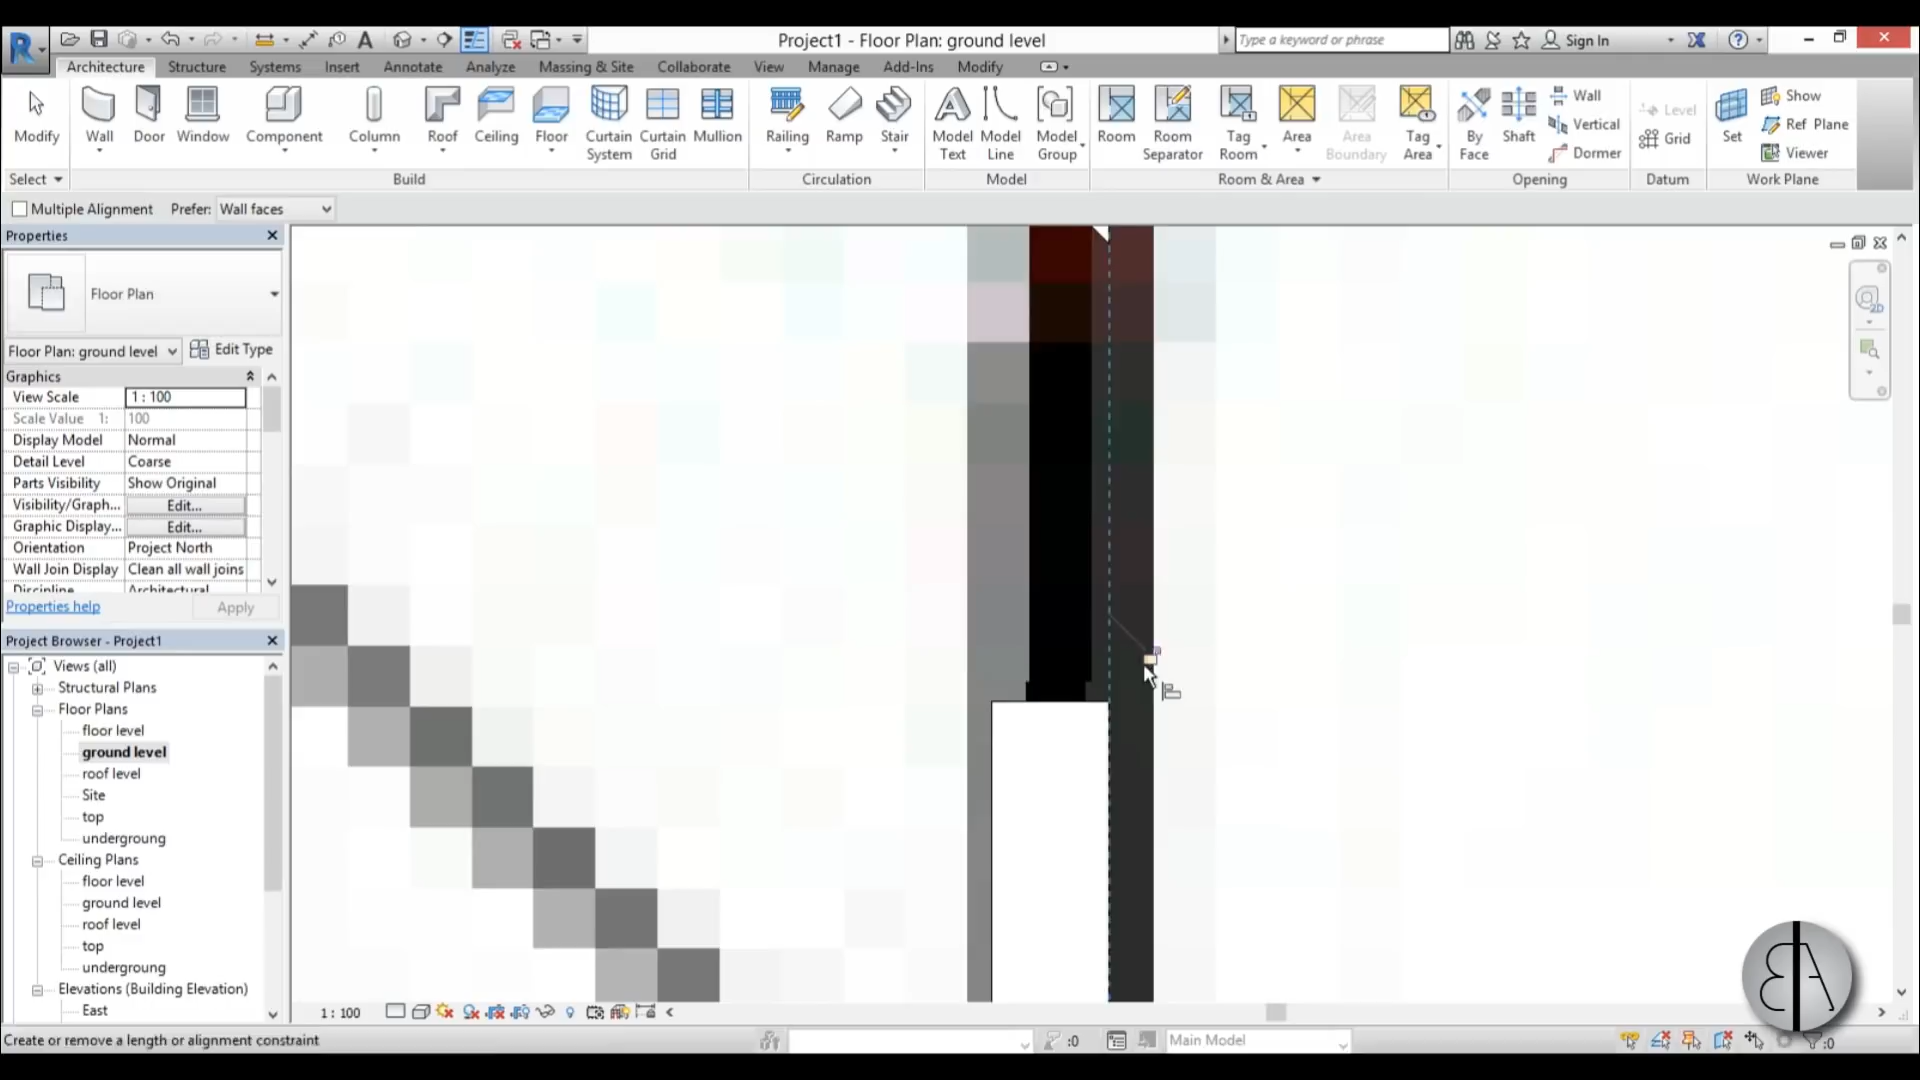 Project1 - Floor Plan: ground level
Type a keyword or phrase
Sign In
Architecture Structure Systems Insert Annotate Analyze Massing & Site Collaborate View Manage Add-Ins Modify
Modify
Wall
Door
Window
Component
Column
Roof
Ceiling
Floor
Curtain System
Curtain Grid
Mullion
Railing
Ramp
Stair
Model Text
Model Line
Model Group
Room
Room Separator
Tag Room
Area
Area Boundary
Tag Area
By Face
Shaft
Wall
Vertical
Dormer
Level
Grid
Set
Show
Ref Plane
Viewer
Select
Build
Circulation
Model
Room & Area
Opening
Datum
Work Plane
Multiple Alignment Prefer: Wall faces
Properties
Floor Plan
Floor Plan: ground level Edit Type
Graphics
View Scale 1 : 100
Scale Value 1: 100
Display Model Normal
Detail Level Coarse
Parts Visibility Show Original
Visibility/Graph... Edit...
Graphic Display... Edit...
Orientation Project North
Wall Join Display Clean all wall joins
Discipline Architectural
Properties help Apply
Project Browser - Project1
Views (all)
Structural Plans
Floor Plans
floor level
ground level
roof level
Site
top
undergroung
Ceiling Plans
floor level
ground level
roof level
top
undergroung
Elevations (Building Elevation)
East
1 : 100
Create or remove a length or alignment constraint
:0
Main Model
:0
2D